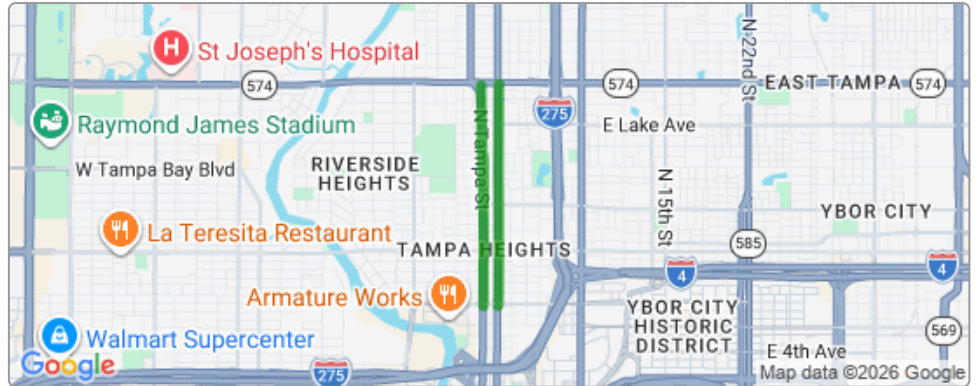 H
St Joseph's Hospital
574
574
EAST TAMPA
574
N 22nd St
275
Raymond James Stadium
N Tampa St
E Lake Ave
W Tampa Bay Blvd
RIVERSIDE
HEIGHTS
N 15th St
YBOR CITY
La Teresita Restaurant
TAMPA HEIGHTS
585
4
4
Armature Works
YBOR CITY
HISTORIC
DISTRICT
569
Walmart Supercenter
E 4th Ave
Google
275
Map data ©2026 Google